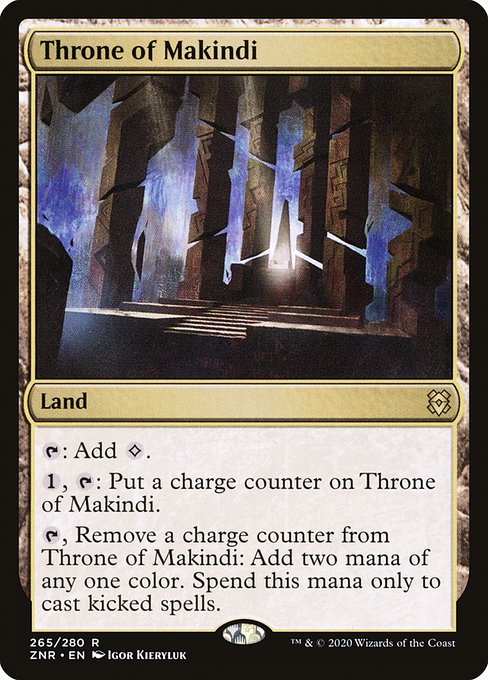 Throne of Makindi
Land
: Add .
1, : Put a charge counter on Throne
of Makindi.
, Remove a charge counter from
Throne of Makindi: Add two mana of
any one color. Spend this mana only to
cast kicked spells.
265/280 R
ZNR • EN Igor Kieryluk
™ & © 2020 Wizards of the Coast